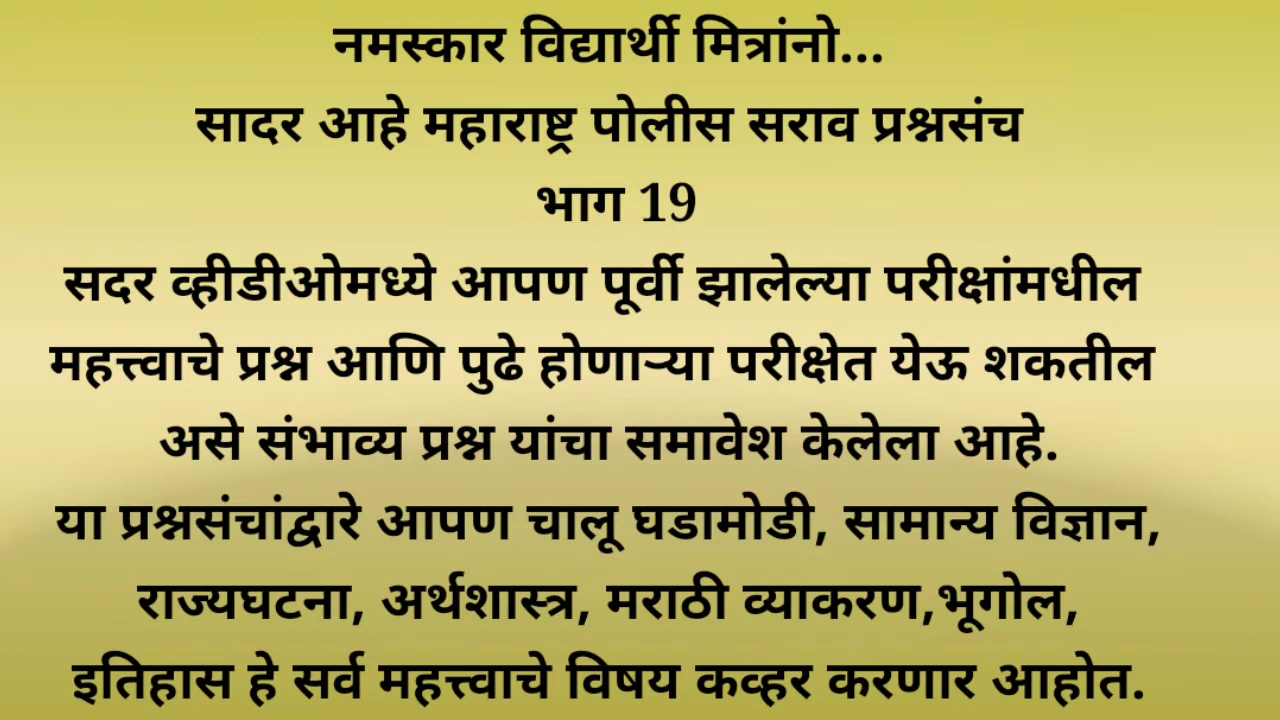 नमस्कार विद्यार्थी मित्रांनो...
सादर आहे महाराष्ट्र पोलीस सराव प्रश्नसंच
भाग 19
सदर व्हीडीओमध्ये आपण पूर्वी झालेल्या परीक्षांमधील
महत्त्वाचे प्रश्न आणि पुढे होणाऱ्या परीक्षेत येऊ शकतील
असे संभाव्य प्रश्न यांचा समावेश केलेला आहे.
या प्रश्नसंचांद्वारे आपण चालू घडामोडी, सामान्य विज्ञान,
राज्यघटना, अर्थशास्त्र, मराठी व्याकरण,भूगोल,
इतिहास हे सर्व महत्त्वाचे विषय कव्हर करणार आहोत.